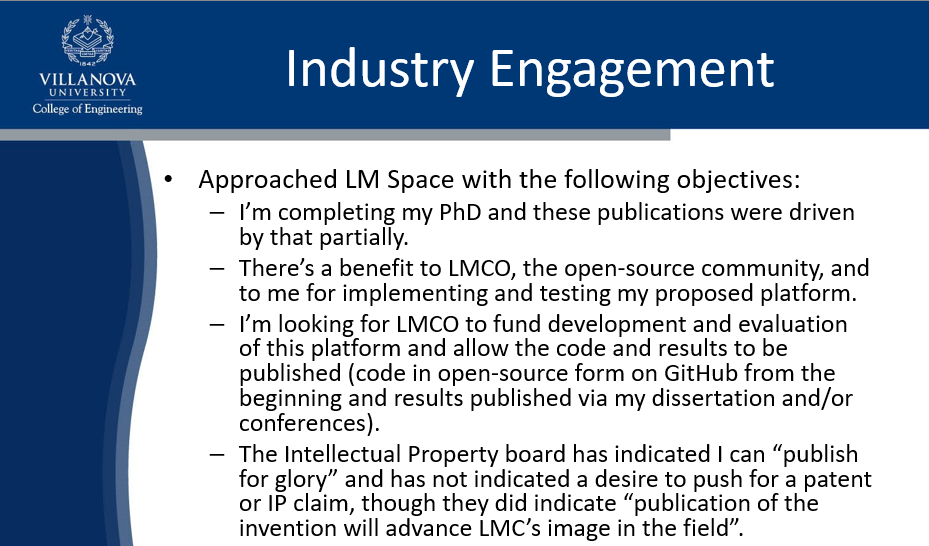 1842
VILLANOVA
UNIVERSITY
College of Engineering
Industry Engagement
• Approached LM Space with the following objectives:
– I’m completing my PhD and these publications were driven
by that partially.
– There’s a benefit to LMCO, the open-source community, and
to me for implementing and testing my proposed platform.
– I’m looking for LMCO to fund development and evaluation
of this platform and allow the code and results to be
published (code in open-source form on GitHub from the
beginning and results published via my dissertation and/or
conferences).
– The Intellectual Property board has indicated I can “publish
for glory” and has not indicated a desire to push for a patent
or IP claim, though they did indicate “publication of the
invention will advance LMC’s image in the field”.